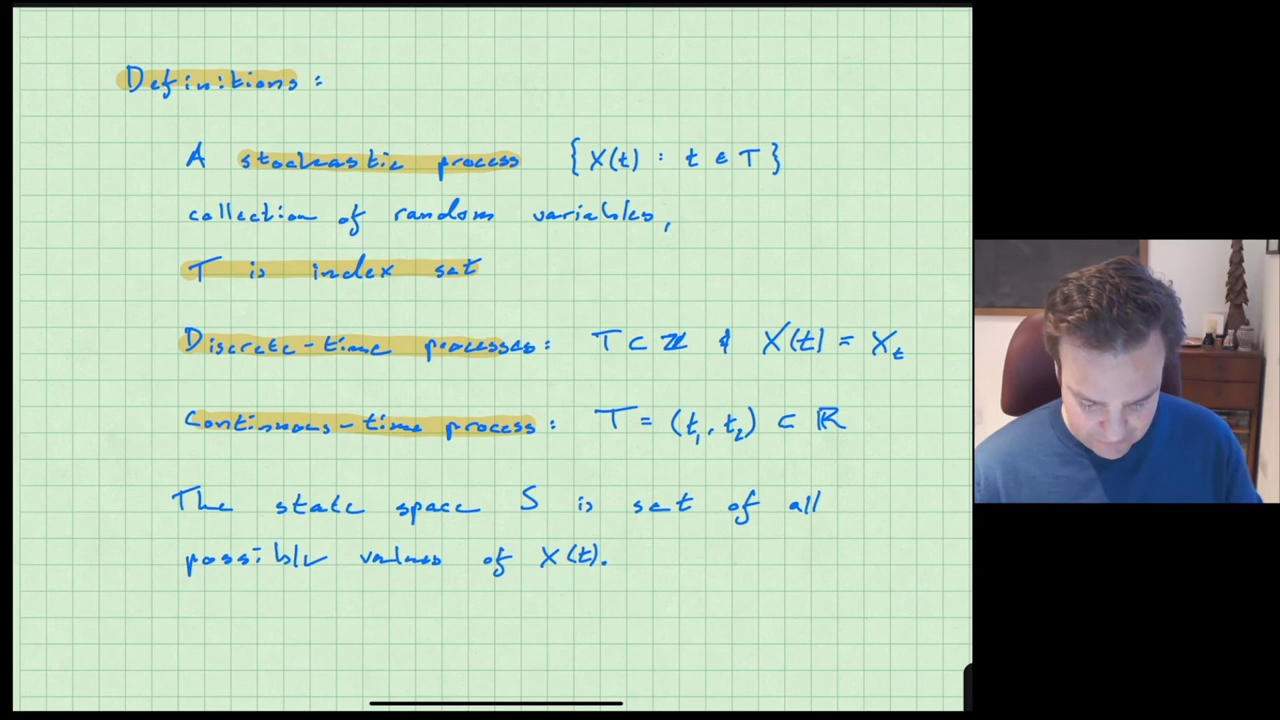 Definitions:
A stochastic process {X(t) : t ∈ T}
collection of random variables,
T is index set
Discrete-time processes: T ⊂ ℤ & X(t) = Xₜ
Continuous-time process: T = (t₁, t₂) ⊂ ℝ
The state space S is set of all
possible values of X(t).